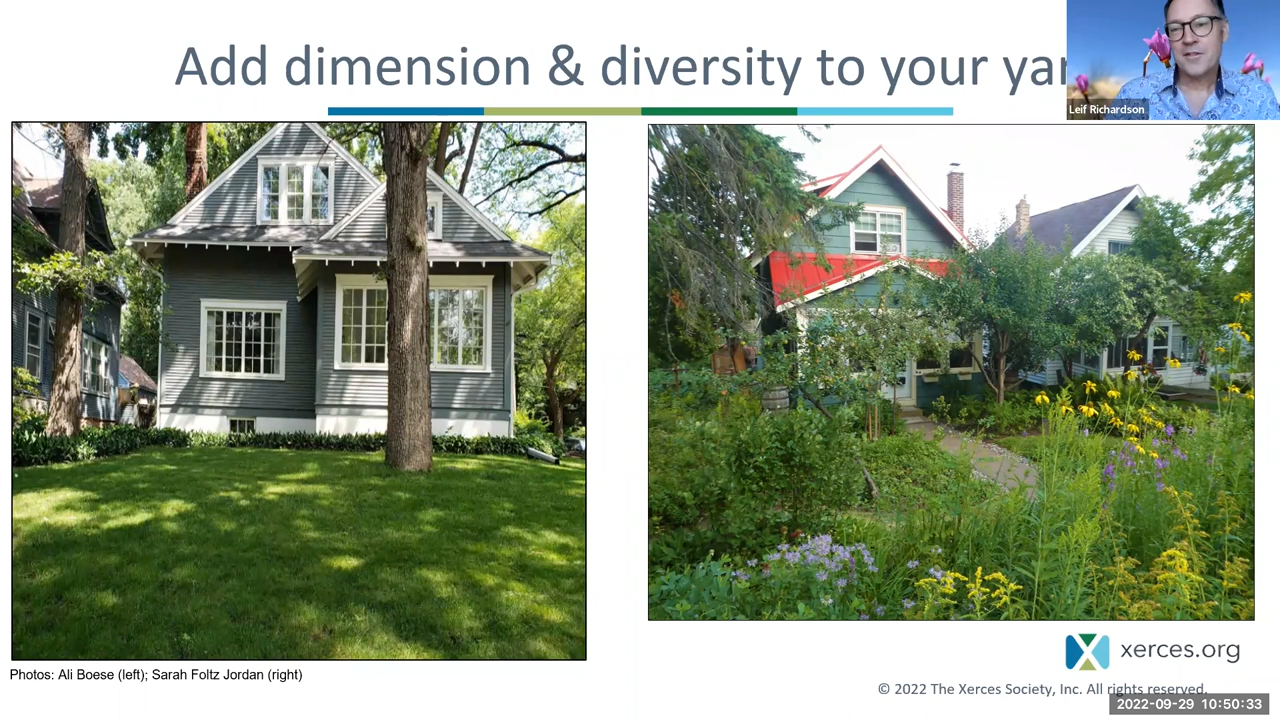 Add dimension & diversity to your yar
Leif Richardson
Photos: Ali Boese (left); Sarah Foltz Jordan (right)
xerces.org
© 2022 The Xerces Society, Inc. All rights reserved.
2022-09-29 10:50:33